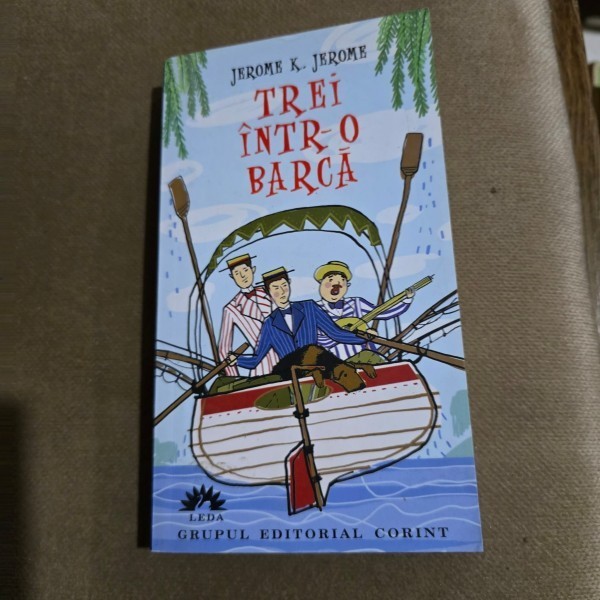 JEROME K. JEROME
TREI
ÎNTR-O
BARCĂ
LEDA
GRUPUL EDITORIAL CORINT